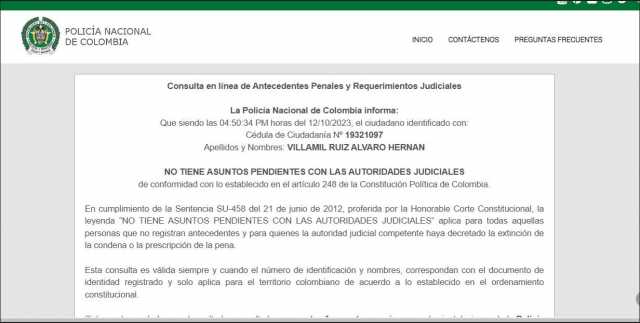 POLICÍA NACIONAL
DE COLOMBIA
INICIO CONTÁCTENOS PREGUNTAS FRECUENTES
Consulta en línea de Antecedentes Penales y Requerimientos Judiciales
La Policía Nacional de Colombia informa:
Que siendo las 04:50:34 PM horas del 12/10/2023, el ciudadano identificado con:
Cédula de Ciudadanía Nº 19321097
Apellidos y Nombres: VILLAMIL RUIZ ALVARO HERNAN
NO TIENE ASUNTOS PENDIENTES CON LAS AUTORIDADES JUDICIALES
de conformidad con lo establecido en el artículo 248 de la Constitución Política de Colombia.
En cumplimiento de la Sentencia SU-458 del 21 de junio de 2012, proferida por la Honorable Corte Constitucional, la
leyenda "NO TIENE ASUNTOS PENDIENTES CON LAS AUTORIDADES JUDICIALES" aplica para todas aquellas
personas que no registran antecedentes y para quienes la autoridad judicial competente haya decretado la extinción de
la condena o la prescripción de la pena.
Esta consulta es válida siempre y cuando el número de identificación y nombres, correspondan con el documento de
identidad registrado y solo aplica para el territorio colombiano de acuerdo a lo establecido en el ordenamiento
constitucional.